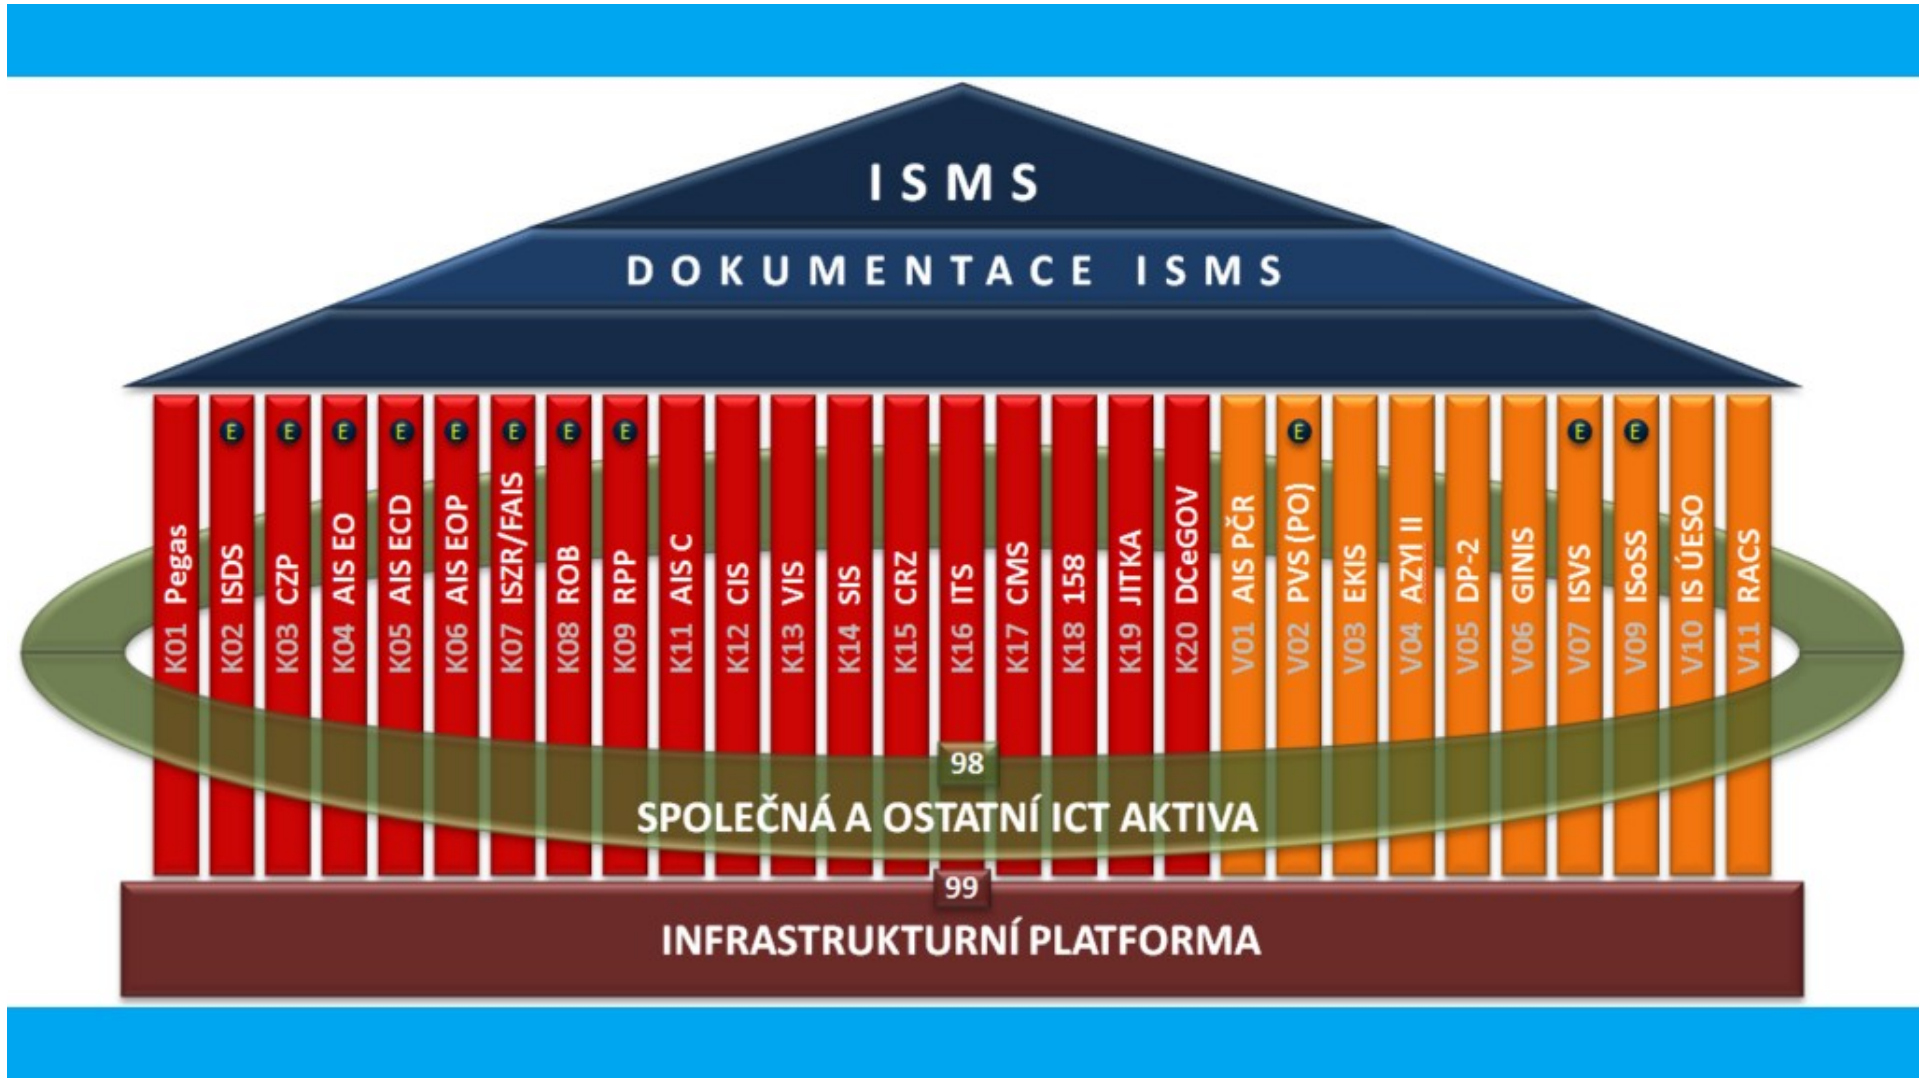 ISMS
DOKUMENTACE ISMS
E
E
E
E
E
E
E
E
E
E
E
K01 Pegas
K02 ISDS
K03 CZP
K04 AIS EO
K05 AIS ECD
K06 AIS EOP
K07 ISZR/FAIS
K08 ROB
K09 RPP
K11 AIS C
K12 CIS
K13 VIS
K14 SIS
K15 CRZ
K16 ITS
K17 CMS
K18 158
K19 JITKA
K20 DCeGOV
V01 AIS PČR
V02 PVS (PO)
V03 EKIS
V04 AZYl II
V05 DP-2
V06 GINIS
V07 ISVS
V09 ISoSS
V10 IS ÚESO
V11 RACS
98
SPOLEČNÁ A OSTATNÍ ICT AKTIVA
99
INFRASTRUKTURNÍ PLATFORMA